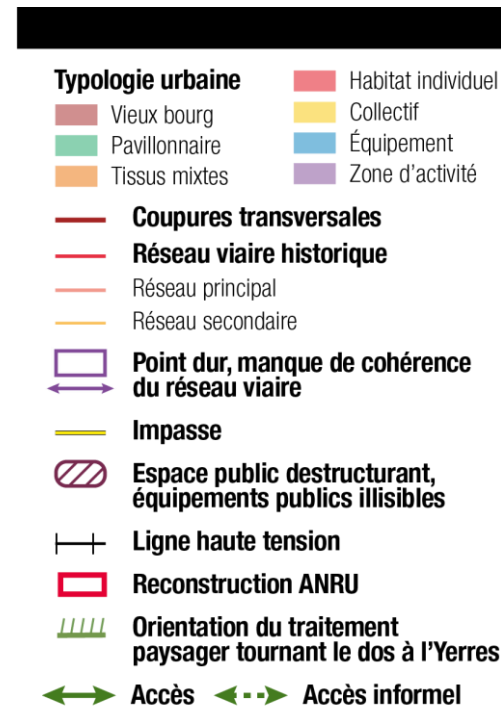 Typologie urbaine
Vieux bourg
Pavillonnaire
Tissus mixtes
Habitat individuel
Collectif
Équipement
Zone d'activité
Coupures transversales
Réseau viaire historique
Réseau principal
Réseau secondaire
Point dur, manque de cohérence
du réseau viaire
Impasse
Espace public destructurant,
équipements publics illisibles
Ligne haute tension
Reconstruction ANRU
Orientation du traitement
paysager tournant le dos à l'Yerres
Accès
Accès informel